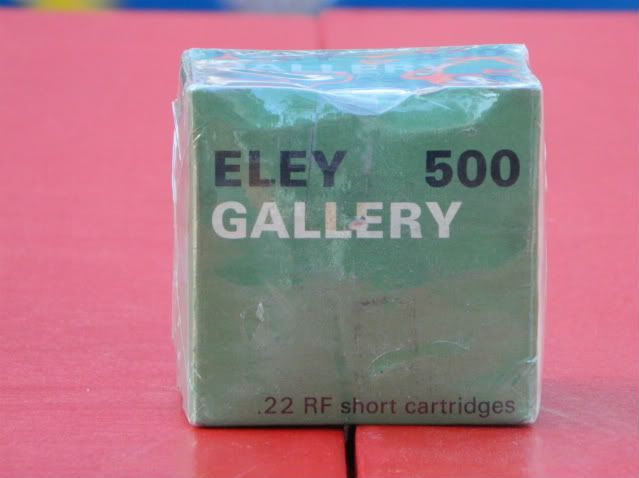 ELEY 500
GALLERY
.22 RF short cartridges